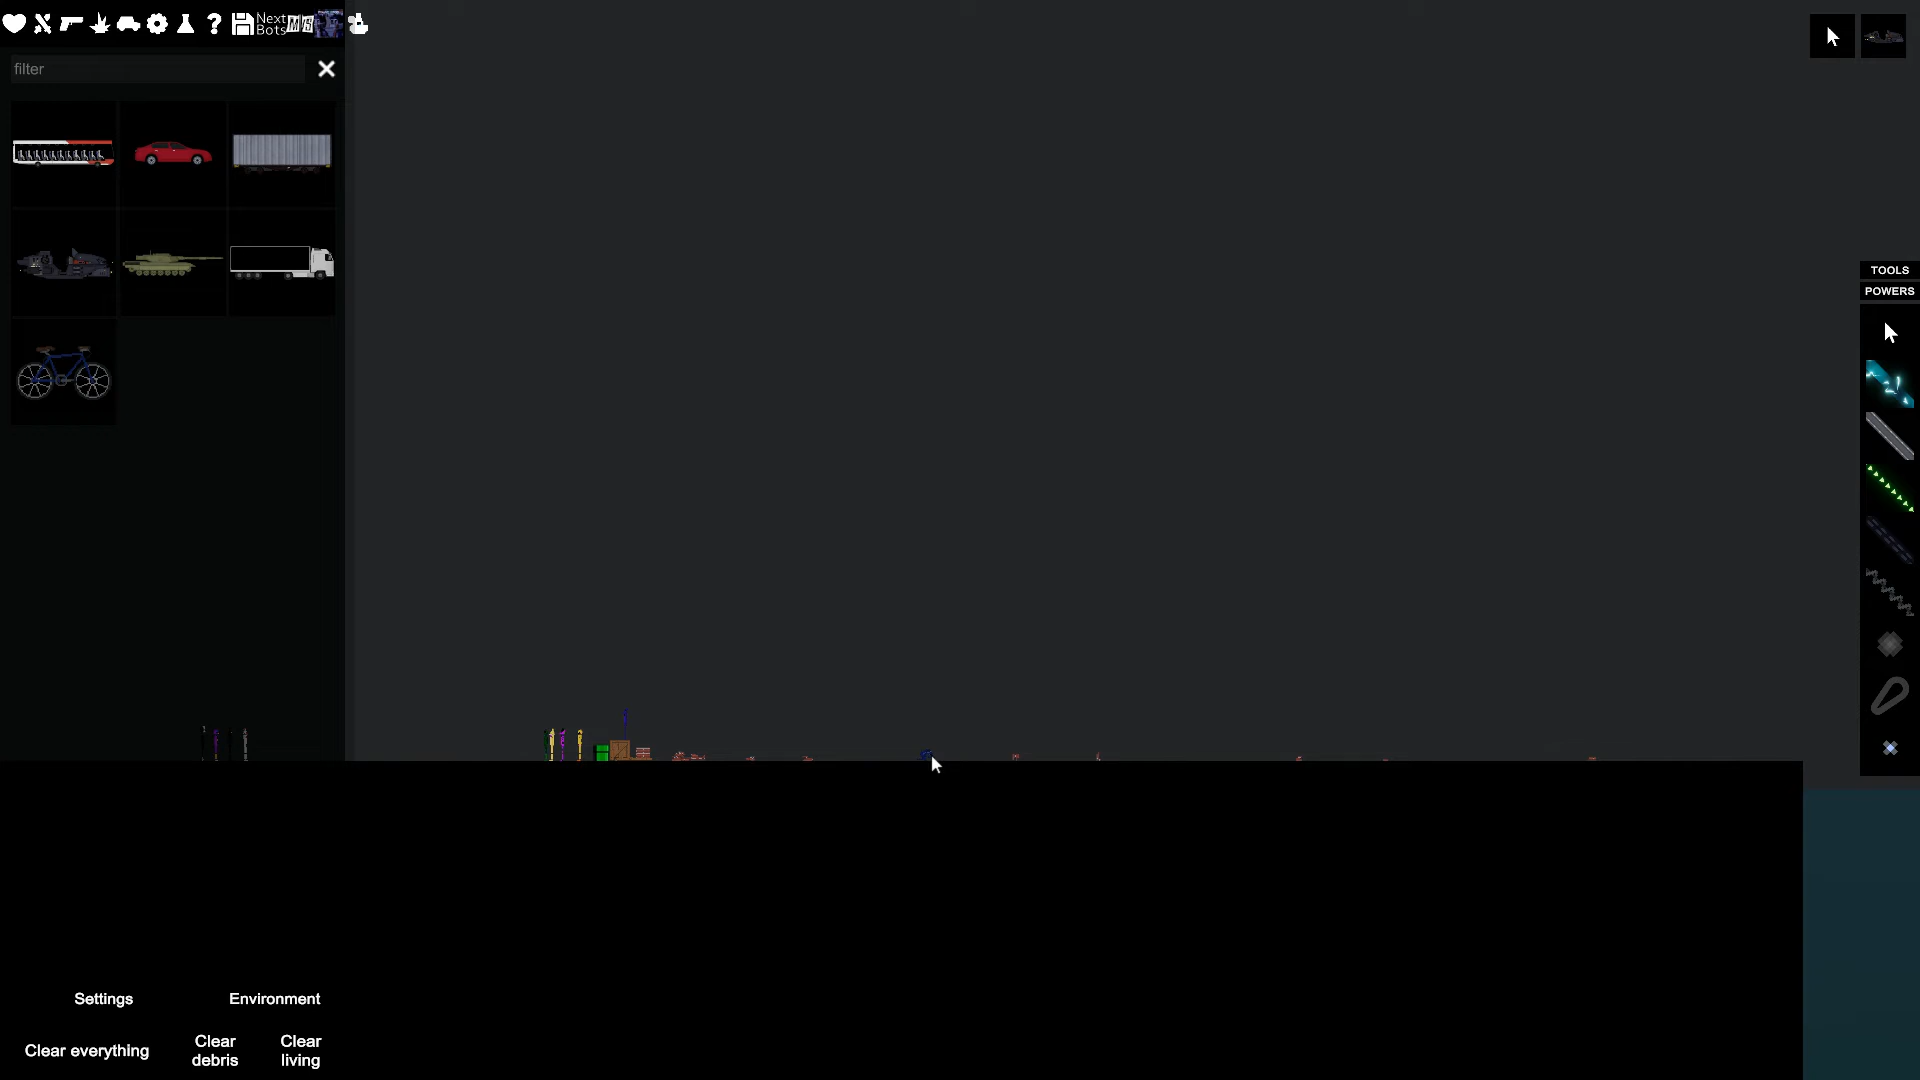 Next
Bots
filter
TOOLS
POWERS
Settings
Environment
Clear everything
Clear
debris
Clear
living